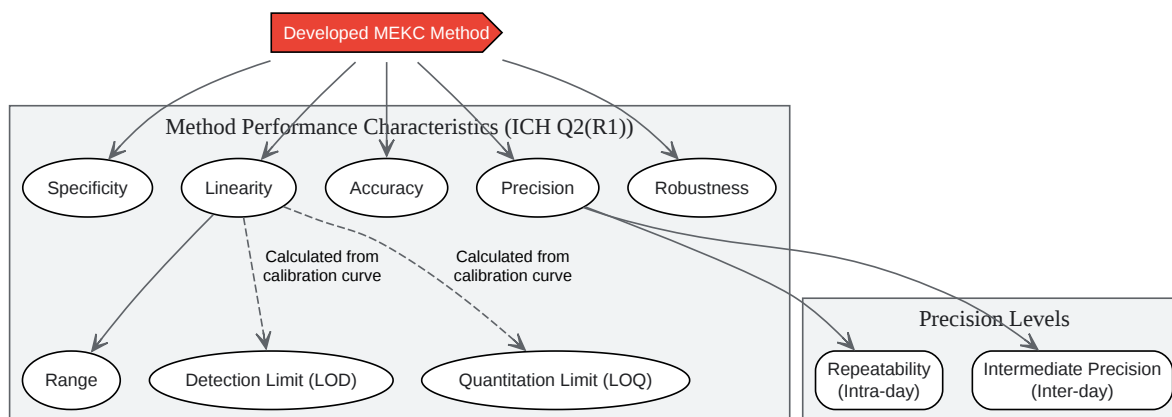 Developed MEKC Method
Method Performance Characteristics (ICH Q2(R1))
Specificity
Linearity
Accuracy
Precision
Robustness
Calculated from
calibration curve
Calculated from
calibration curve
Precision Levels
Range
Detection Limit (LOD)
Quantitation Limit (LOQ)
Repeatability
(Intra-day)
Intermediate Precision
(Inter-day)